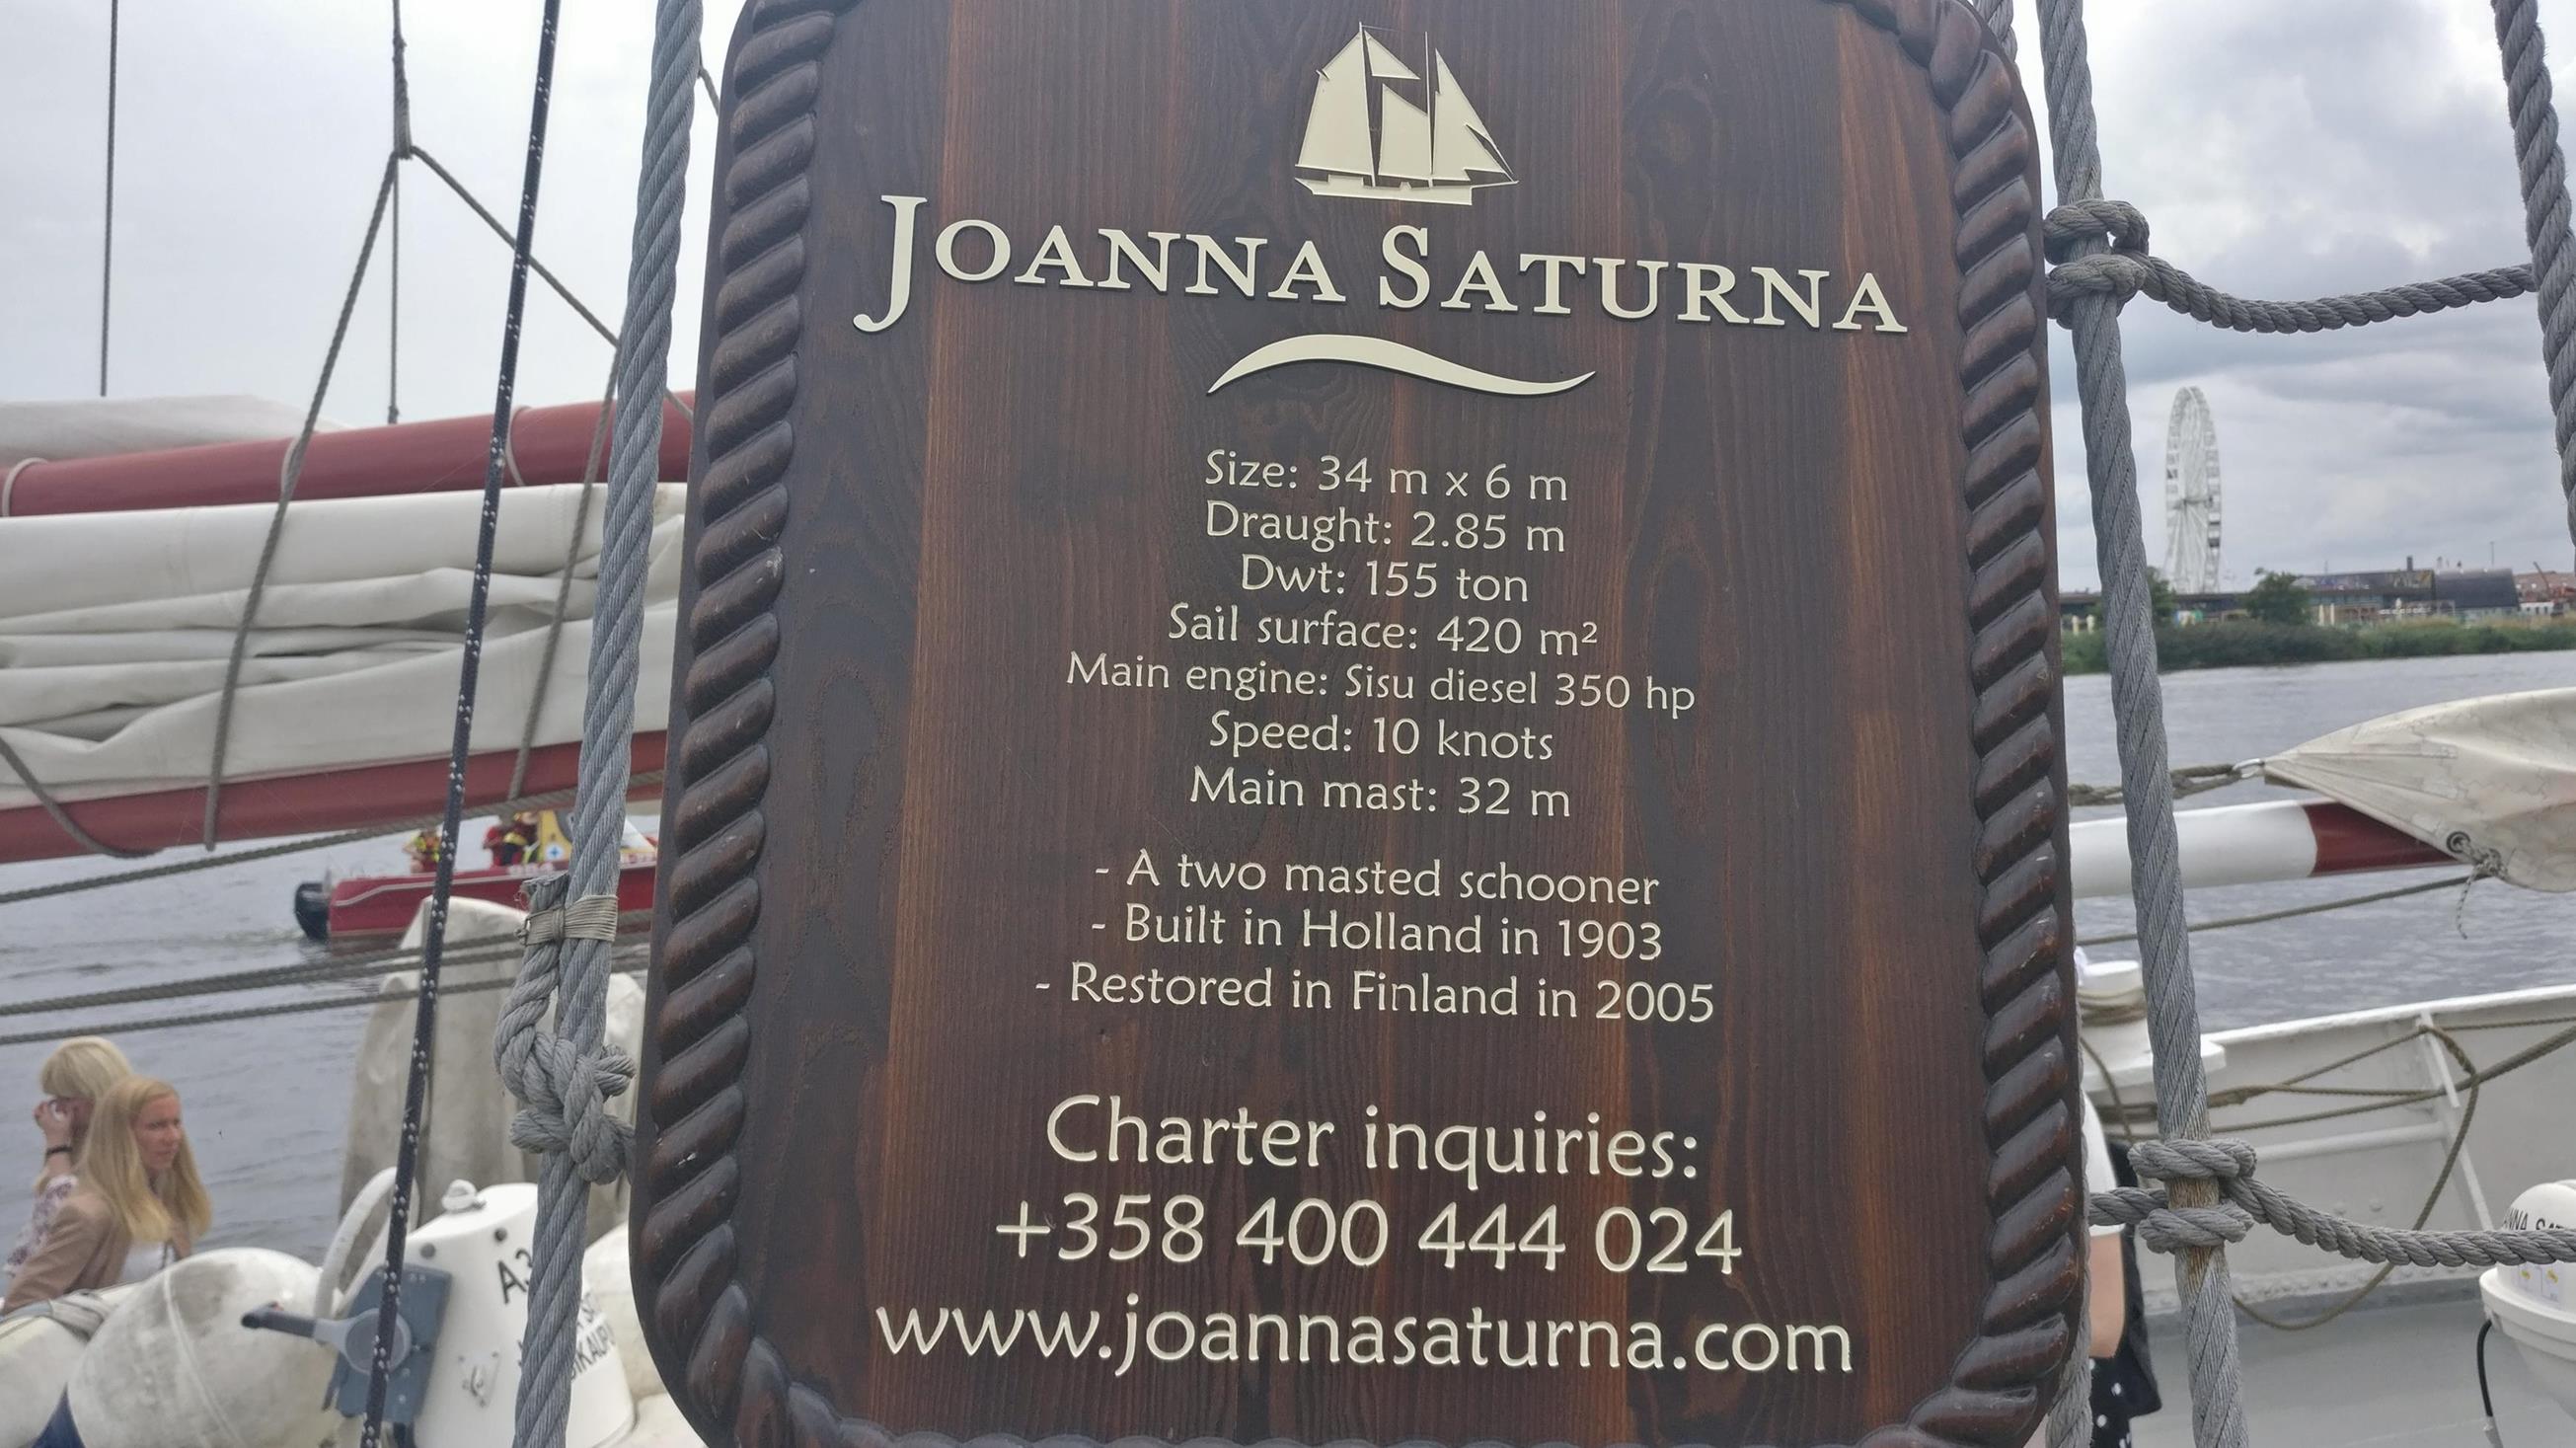 JOANNA SATURNA
Size: 34 m x 6 m
Draught: 2.85 m
Dwt: 155 ton
Sail surface: 420 m²
Main engine: Sisu diesel 350 hp
Speed: 10 knots
Main mast: 32 m
- A two masted schooner
- Built in Holland in 1903
- Restored in Finland in 2005
Charter inquiries:
+358 400 444 024
www.joannasaturna.com